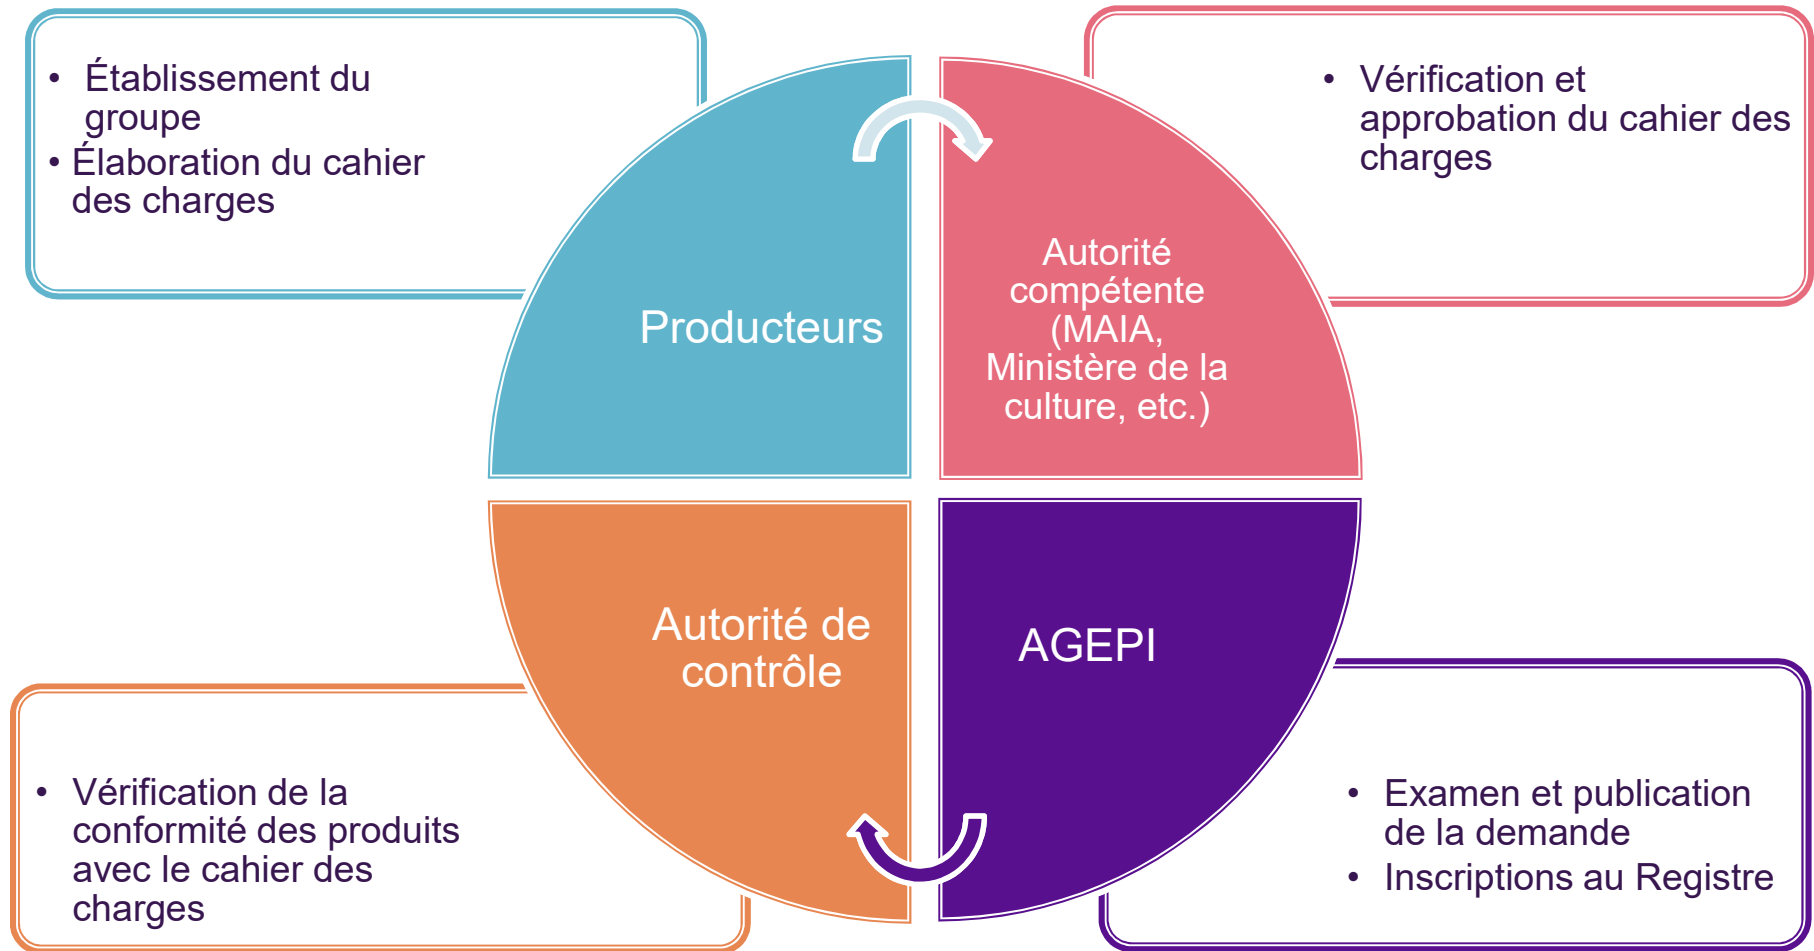 • Établissement du
groupe
• Élaboration du cahier
des charges
• Vérification et
approbation du cahier des
charges
Producteurs
Autorité
compétente
(MAIA,
Ministère de la
culture, etc.)
Autorité de
contrôle
AGEPI
• Vérification de la
conformité des produits
avec le cahier des
charges
• Examen et publication
de la demande
• Inscriptions au Registre